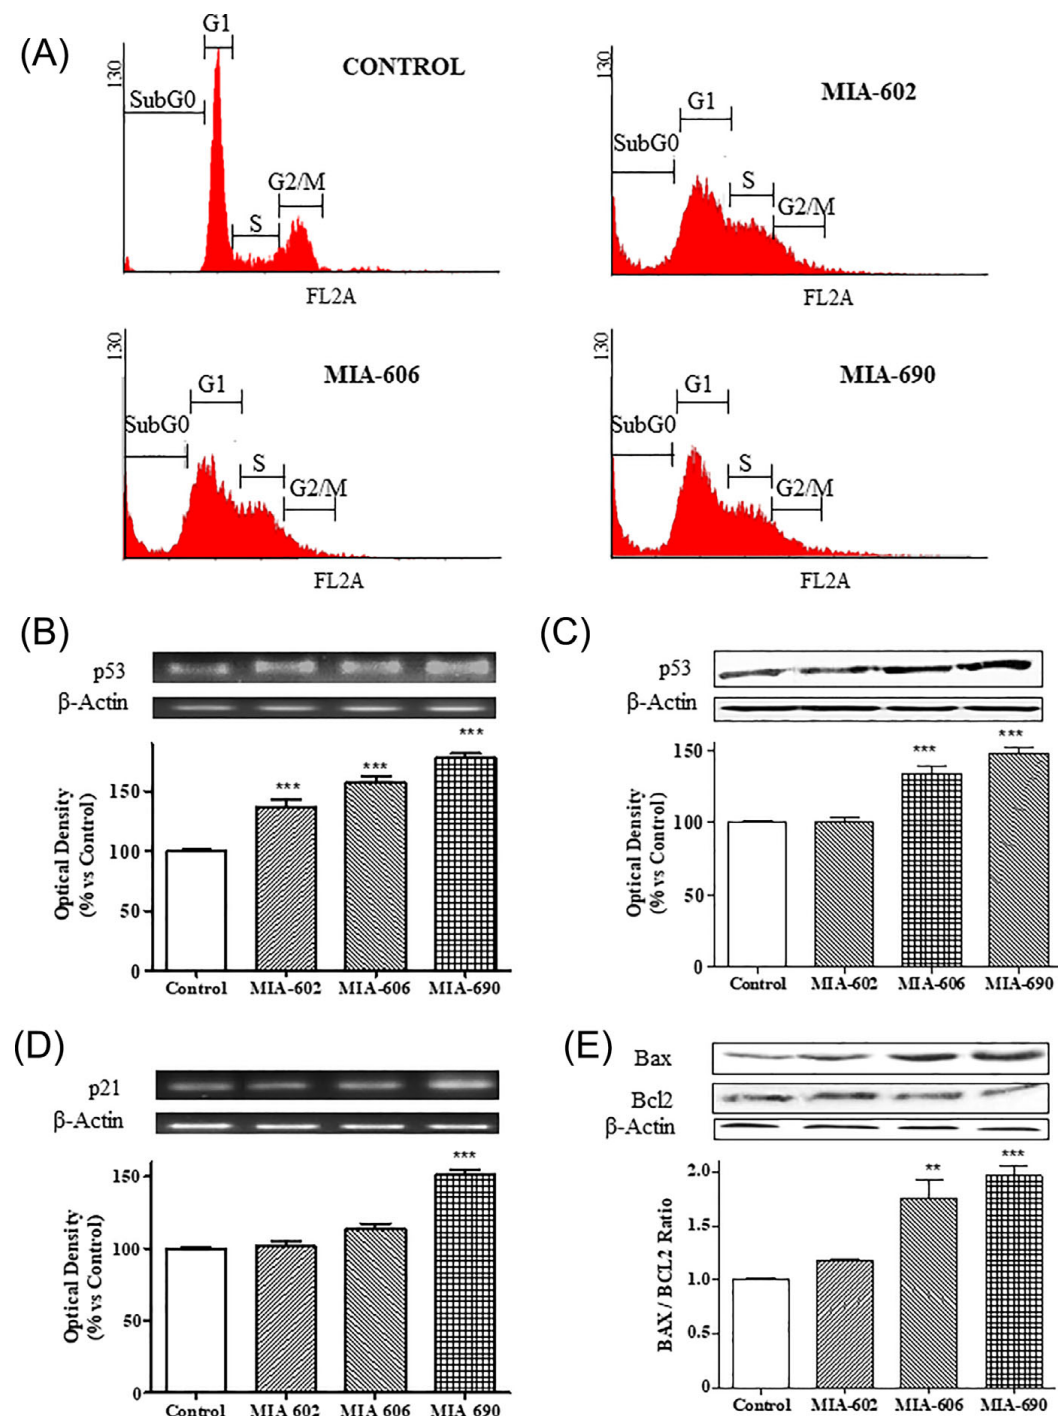 (A)
G1
130
CONTROL
SubG0
G2/M
S
FL2A
130
MIA-602
G1
SubG0
S
G2/M
FL2A
130
MIA-606
G1
SubG0
S
G2/M
FL2A
130
MIA-690
G1
SubG0
S
G2/M
FL2A
(B)
p53
β-Actin
***
***
***
150
100
50
0
Optical Density
(% vs Control)
Control MIA-602 MIA-606 MIA-690
(C)
p53
β-Actin
***
***
150
100
50
0
Optical Density
(% vs Control)
Control MIA-602 MIA-606 MIA-690
(D)
p21
β-Actin
***
150
100
50
0
Optical Density
(% vs Control)
Control MIA 602 MIA 606 MIA 690
(E)
Bax
Bcl2
β-Actin
**
***
2.0
1.5
1.0
0.5
0
BAX / BCL2 Ratio
Control MIA-602 MIA-606 MIA-690